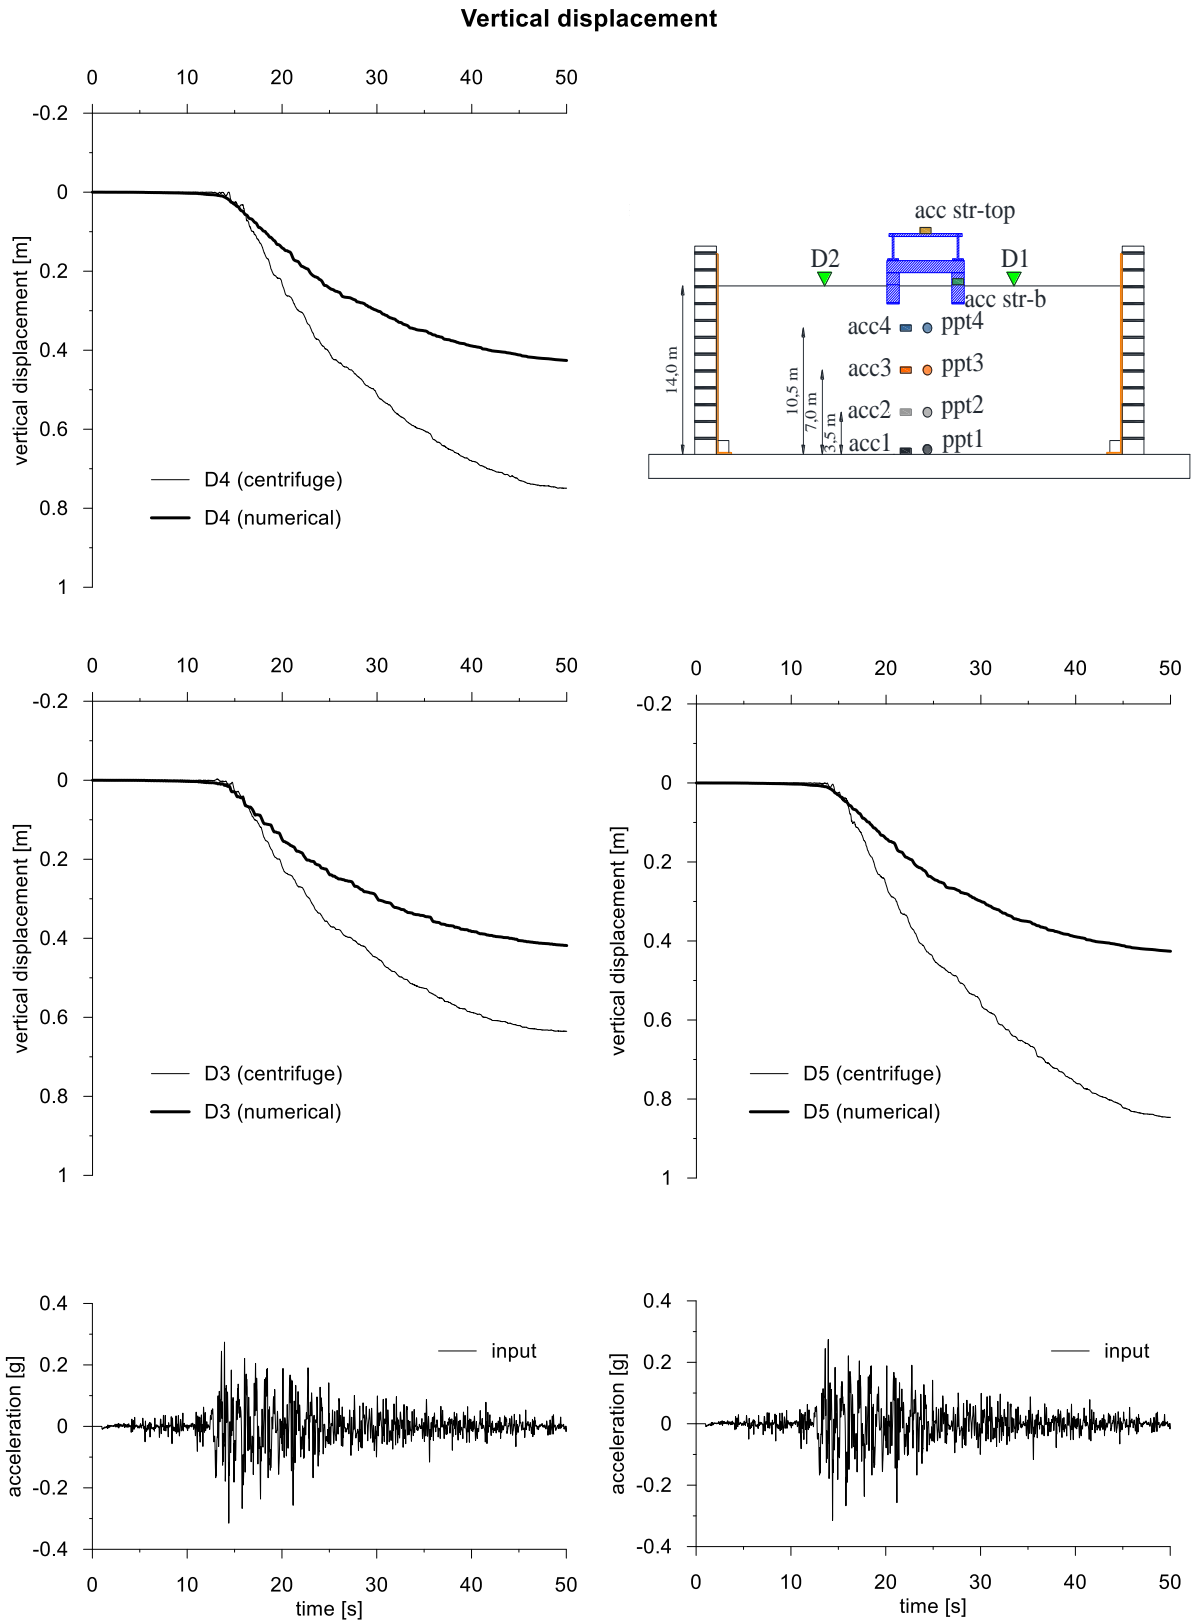 Vertical displacement
0 10 20 30 40 50
-0.2
0
0.2
0.4
0.6
0.8
1
vertical displacement [m]
D4 (centrifuge)
D4 (numerical)
acc str-top
D2
D1
acc str-b
acc4 ppt4
acc3 ppt3
acc2 ppt2
acc1 ppt1
14,0 m
10,5 m
7,0 m
3,5 m
0 10 20 30 40 50
-0.2
0
0.2
0.4
0.6
0.8
1
vertical displacement [m]
D3 (centrifuge)
D3 (numerical)
0 10 20 30 40 50
-0.2
0
0.2
0.4
0.6
0.8
1
vertical displacement [m]
D5 (centrifuge)
D5 (numerical)
0.4
0.2
0
-0.2
-0.4
acceleration [g]
input
0 10 20 30 40 50
time [s]
0.4
0.2
0
-0.2
-0.4
acceleration [g]
input
0 10 20 30 40 50
time [s]